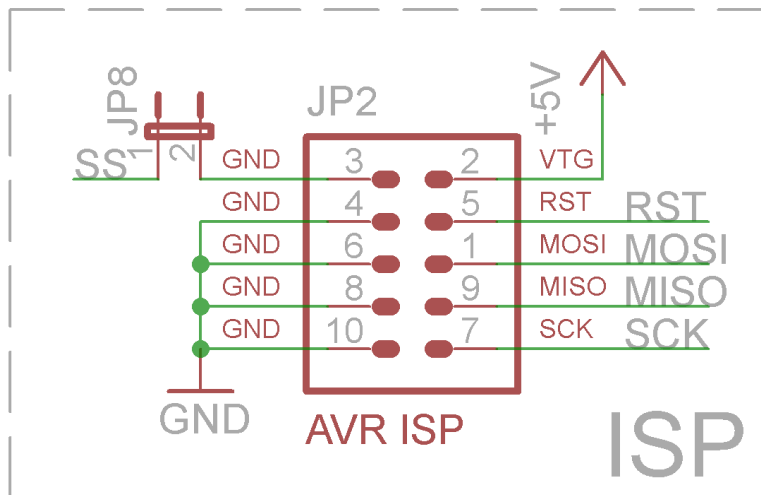 JP8
JP2
+5V
SS
1
2
GND 3 2 VTG
GND 4 5 RST RST
GND 6 1 MOSI MOSI
GND 8 9 MISO MISO
GND 10 7 SCK SCK
GND
AVR ISP
ISP